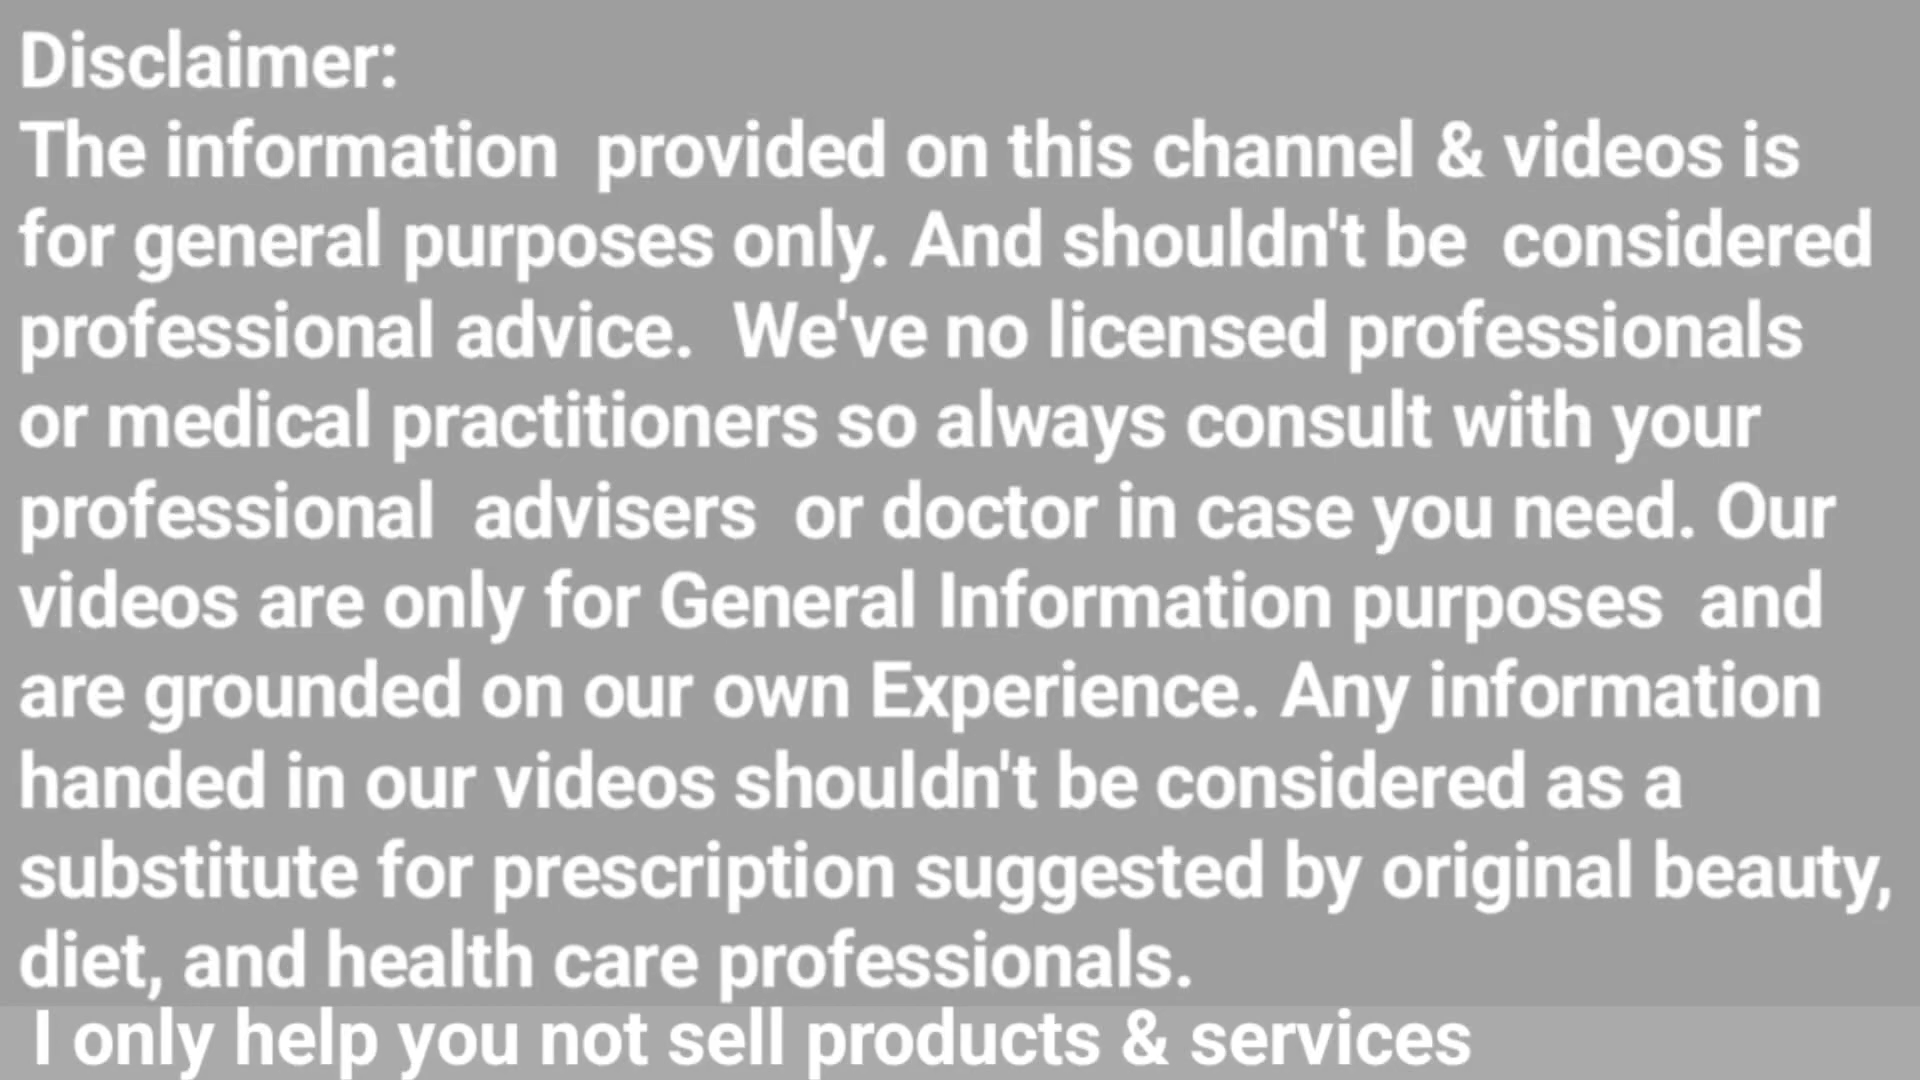 Disclaimer:
The information  provided on this channel & videos is
for general purposes only. And shouldn't be  considered
professional advice.  We've no licensed professionals
or medical practitioners so always consult with your
professional  advisers  or doctor in case you need. Our
videos are only for General Information purposes  and
are grounded on our own Experience. Any information
handed in our videos shouldn't be considered as a
substitute for prescription suggested by original beauty,
diet, and health care professionals.
I only help you not sell products & services